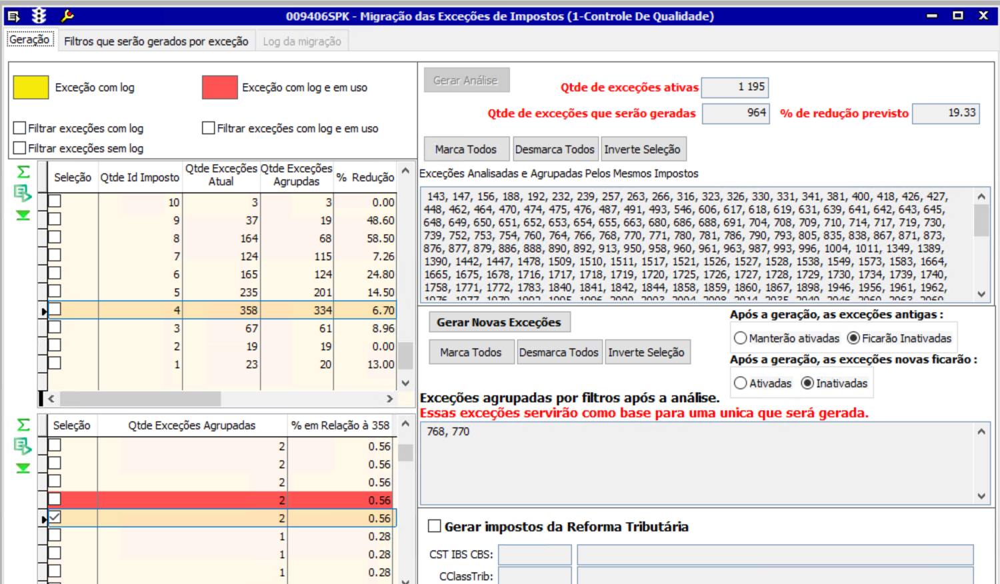 009406SPK - Migração das Exceções de Impostos (1-Controle De Qualidade)
Geração
Filtros que serão gerados por exceção
Log da migração
Exceção com log
Exceção com log e em uso
Filtrar exceções com log
Filtrar exceções com log e em uso
Filtrar exceções sem log
Gerar Análise
Qtde de exceções ativas 1 195
Qtde de exceções que serão geradas 964 % de redução previsto 19.33
Marca Todos Desmarca Todos Inverte Seleção
Exceções Analisadas e Agrupadas Pelos Mesmos Impostos
143, 147, 156, 188, 192, 232, 239, 257, 263, 266, 316, 323, 326, 330, 331, 341, 381, 400, 418, 426, 427,
448, 462, 464, 470, 474, 475, 476, 487, 491, 493, 546, 606, 617, 618, 619, 631, 639, 641, 642, 643, 645,
648, 649, 650, 651, 652, 653, 654, 655, 663, 680, 686, 688, 691, 704, 708, 709, 710, 714, 717, 719, 730,
739, 752, 753, 754, 760, 764, 766, 768, 770, 771, 780, 781, 786, 790, 793, 805, 835, 838, 867, 871, 873,
876, 877, 879, 886, 888, 890, 892, 913, 950, 958, 960, 961, 963, 987, 993, 996, 1004, 1011, 1349, 1389,
1390, 1442, 1447, 1478, 1509, 1510, 1511, 1517, 1521, 1526, 1527, 1528, 1538, 1549, 1573, 1583, 1664,
1665, 1675, 1678, 1716, 1717, 1718, 1719, 1720, 1725, 1726, 1727, 1728, 1729, 1730, 1734, 1739, 1740,
1758, 1771, 1772, 1783, 1840, 1841, 1842, 1844, 1858, 1859, 1860, 1867, 1898, 1946, 1956, 1961, 1962,
Seleção Qtde Id Imposto Qtde Exceções Atual Qtde Exceções Agrupdas % Redução
10 3 3 0.00
9 37 19 48.60
8 164 68 58.50
7 124 115 7.26
6 165 124 24.80
5 235 201 14.50
4 358 334 6.70
3 67 61 8.96
2 19 19 0.00
1 23 20 13.00
Gerar Novas Exceções
Marca Todos Desmarca Todos Inverte Seleção
Após a geração, as exceções antigas :
Manterão ativadas Ficarão Inativadas
Após a geração, as exceções novas ficarão :
Ativadas Inativadas
Exceções agrupadas por filtros após a análise.
Essas exceções servirão como base para uma unica que será gerada.
768, 770
Seleção Qtde Exceções Agrupadas % em Relação à 358
2 0.56
2 0.56
2 0.56
2 0.56
2 0.56
1 0.28
1 0.28
1 0.28
Gerar impostos da Reforma Tributária
CST IBS CBS:
CClassTrib: